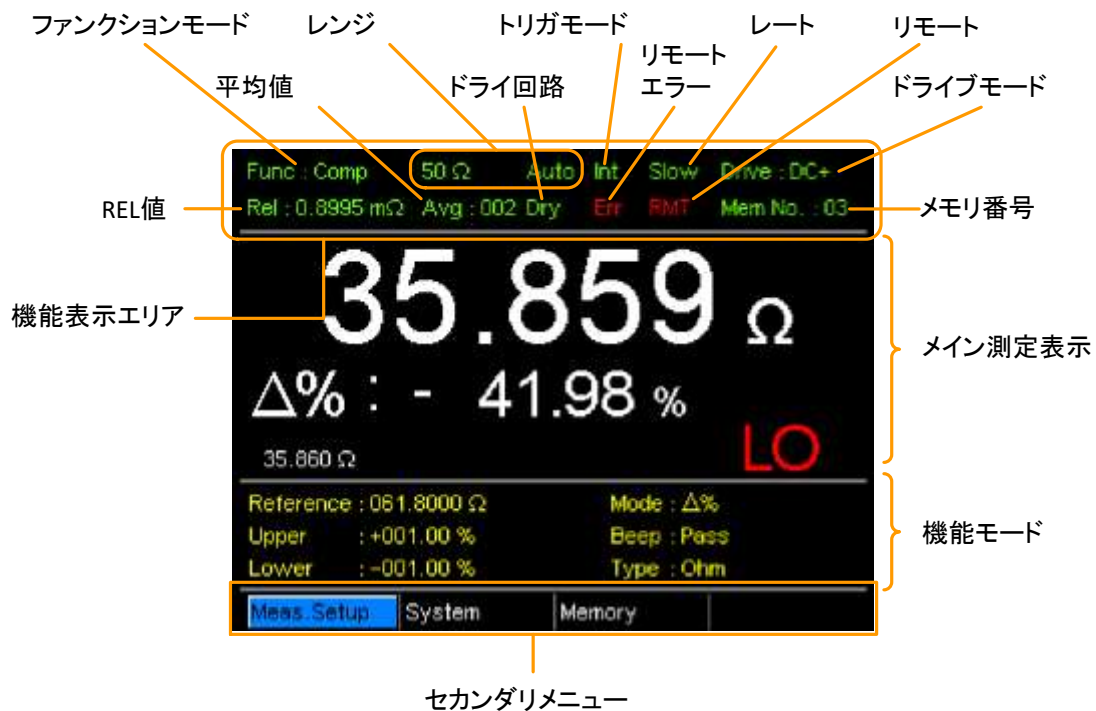 ファンクションモード レンジ トリガモード レート リモート
平均値 ドライ回路 リモート
エラー ドライブモード
Func : Comp 50 Ω Auto Int Slow Drive : DC+
REL値 Rel : 0.8995 mΩ Avg : 002 Dry Err RMT Mem No. : 03 メモリ番号
35.859 Ω
機能表示エリア
メイン測定表示
Δ% : - 41.98 %
LO
35.860 Ω
Reference : 061.8000 Ω Mode : Δ%
Upper : +001.00 % Beep : Pass
機能モード
Lower : -001.00 % Type : Ohm
Meas. Setup System Memory
セカンダリメニュー